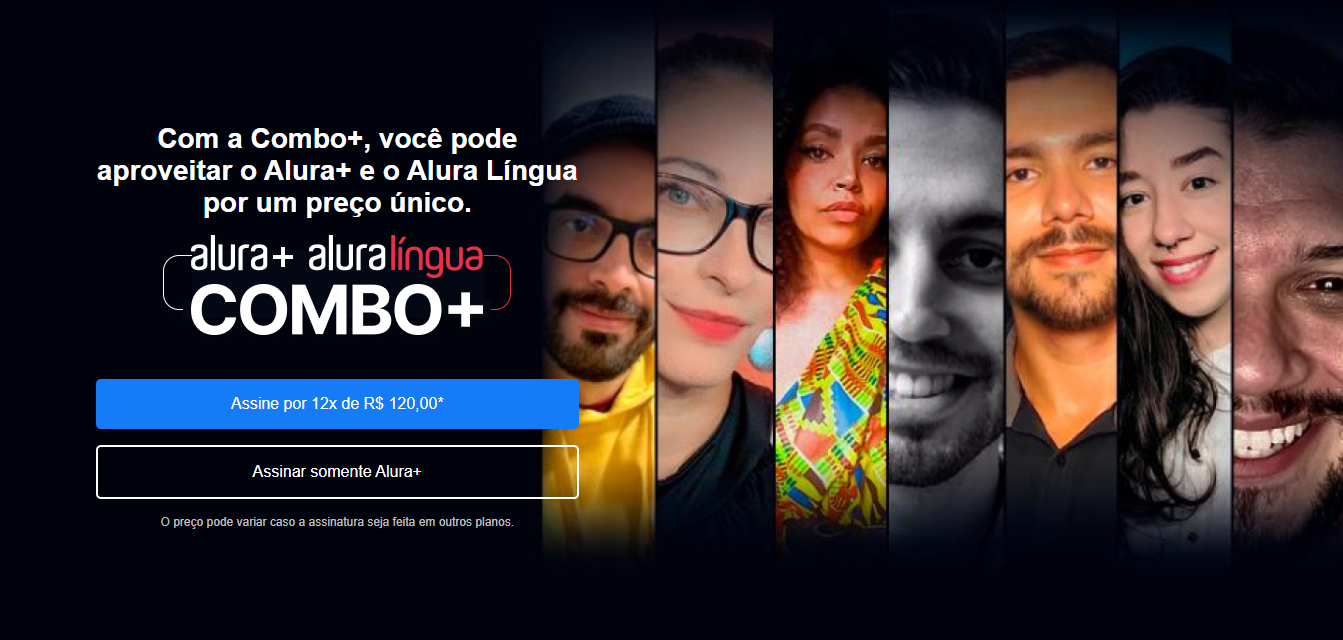 Com a Combo+, você pode
aproveitar o Alura+ e o Alura Língua
por um preço único.
alura+ aluralíngua
COMBO+
Assine por 12x de R$ 120,00*
Assinar somente Alura+
O preço pode variar caso a assinatura seja feita em outros planos.